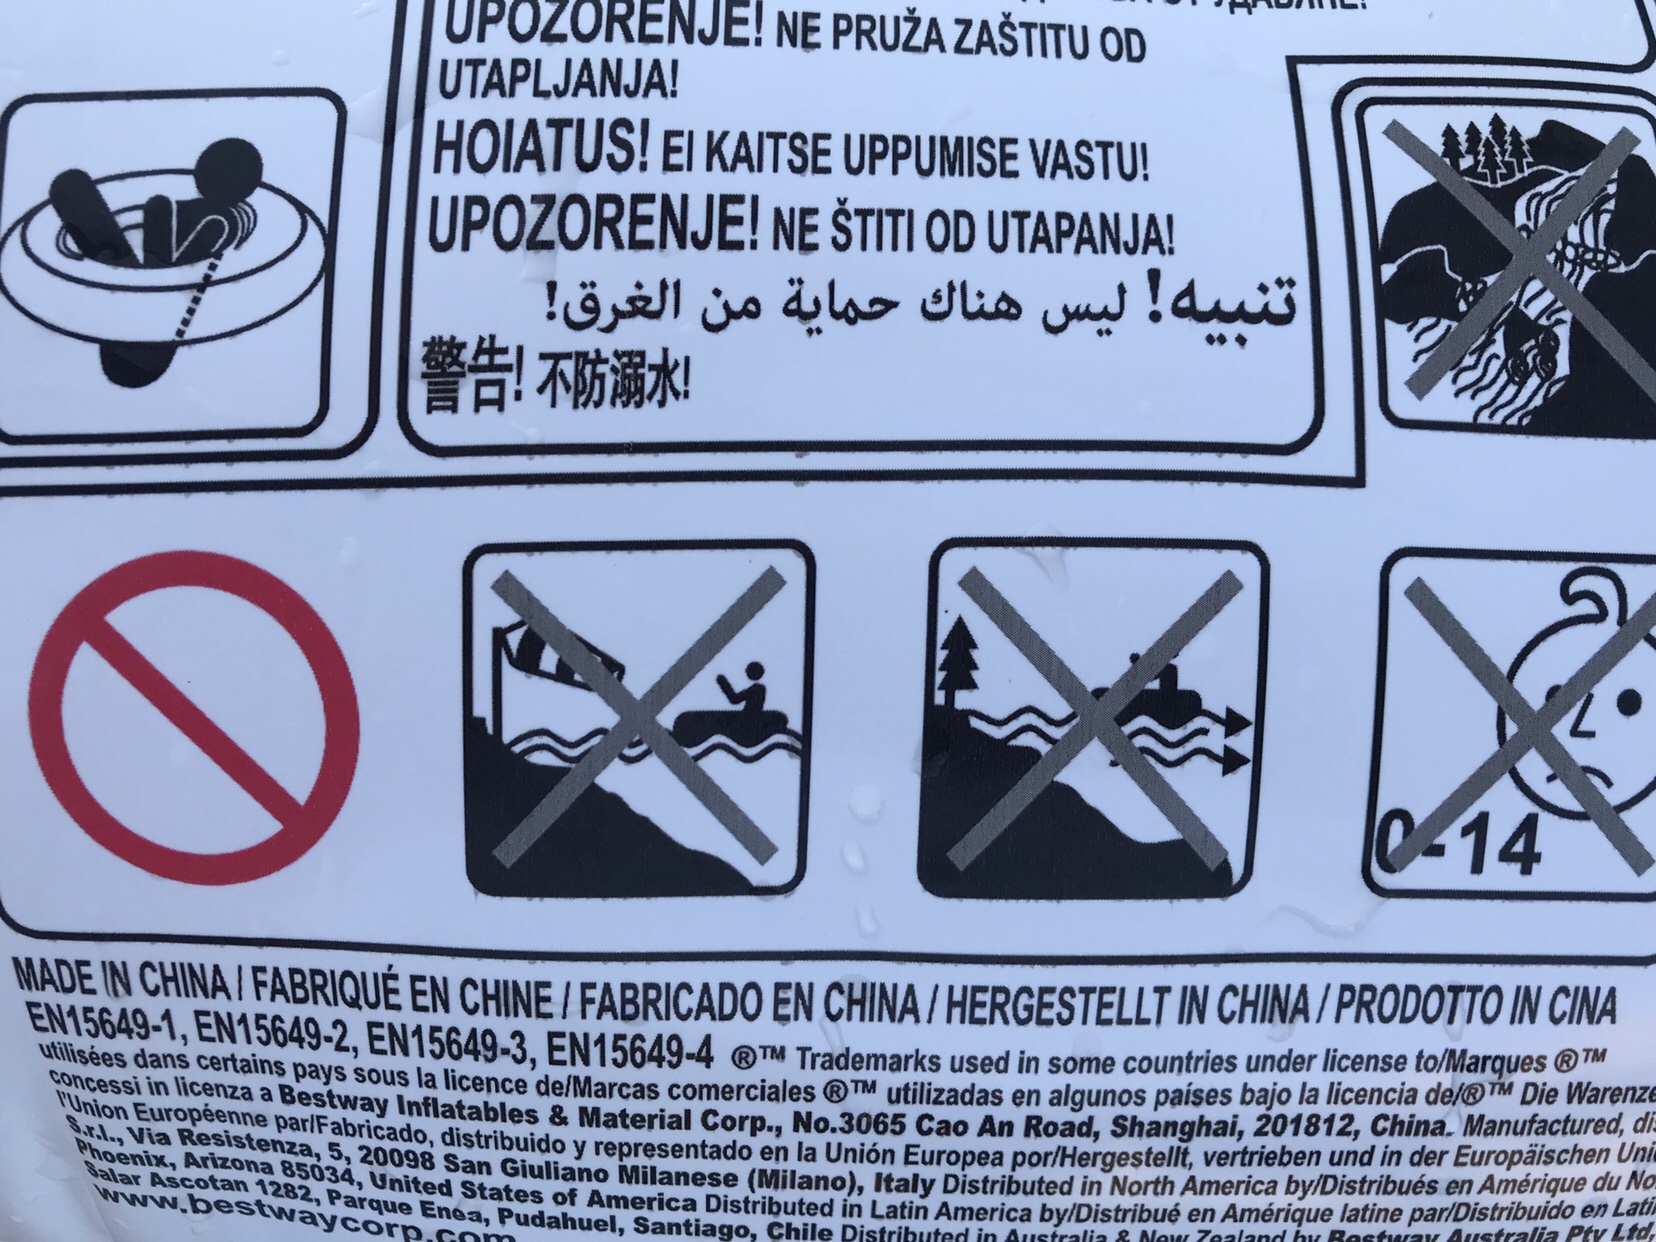 UPOZORENJE! NE PRUŽA ZAŠTITU OD
UTAPLJANJA!
HOIATUS! EI KAITSE UPPUMISE VASTU!
UPOZORENJE! NE ŠTITI OD UTAPANJA!
تنبيه! ليس هناك حماية من الغرق!
警告! 不防溺水!
0-14
MADE IN CHINA / FABRIQUÉ EN CHINE / FABRICADO EN CHINA / HERGESTELLT IN CHINA / PRODOTTO IN CINA
EN15649-1, EN15649-2, EN15649-3, EN15649-4 ®™ Trademarks used in some countries under license to/Marques ®™
utilisées dans certains pays sous la licence de/Marcas comerciales ®™ utilizadas en algunos países bajo la licencia de/®™ Die
concessi in licenza a Bestway Inflatables & Material Corp., No.3065 Cao An Road, Shanghai, 201812, China. Manufactured,
l'Union Européenne par/Fabricado, distribuido y representado en la Unión Europea por/Hergestellt, vertrieben und in der Europäischen
S.r.l., Via Resistenza, 5, 20098 San Giuliano Milanese (Milano), Italy Distributed in North America by/Distribués en Amérique du
Phoenix, Arizona 85034, United States of America Distributed in Latin America by/Distribué en Amérique latine par/Distribuido en
Salar Ascotan 1282, Parque Enea, Pudahuel, Santiago, Chile Distributed in Australia & New Zealand by Bestway Australia Pty Ltd,
www.bestwaycorp.com